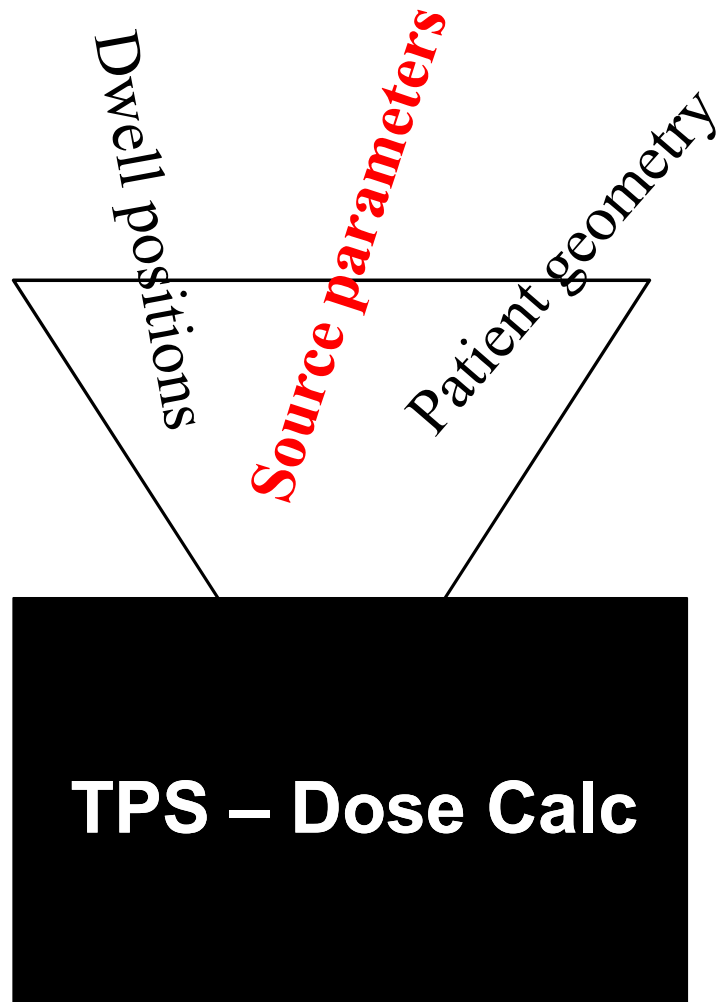 Dwell positions
Source parameters
Patient geometry
TPS – Dose Calc